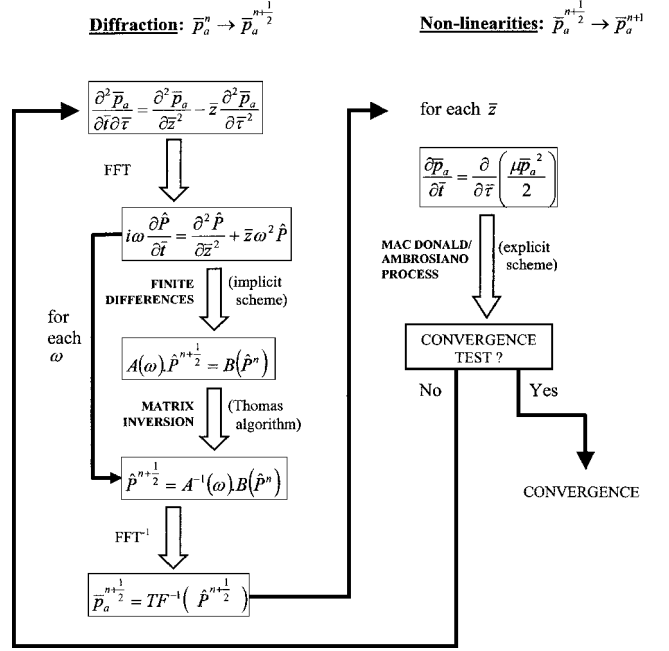 Diffraction: p̅ₐⁿ → p̅ₐ^{n+1/2}
∂²p̅ₐ/∂t̅∂τ̅ = ∂²p̅ₐ/∂z̅² − z̅ ∂²p̅ₐ/∂τ̅²
FFT
iω ∂P̂/∂t̅ = ∂²P̂/∂z̅² + z̅ω²P̂
FINITE
DIFFERENCES
(implicit
scheme)
for
each
ω
A(ω).P̂^{n+1/2} = B(P̂ⁿ)
MATRIX
INVERSION
(Thomas
algorithm)
P̂^{n+1/2} = A⁻¹(ω).B(P̂ⁿ)
FFT⁻¹
p̅ₐ^{n+1/2} = TF⁻¹( P̂^{n+1/2} )
Non-linearities: p̅ₐ^{n+1/2} → p̅ₐ^{n+1}
for each z̅
∂p̅ₐ/∂t̅ = ∂/∂τ̅ (μp̅ₐ²/2)
MAC DONALD/
AMBROSIANO
PROCESS
(explicit
scheme)
CONVERGENCE
TEST ?
No
Yes
CONVERGENCE